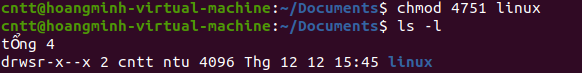 cntt@hoangminh-virtual-machine:~/Documents$ chmod 4751 linux
cntt@hoangminh-virtual-machine:~/Documents$ ls -l
tổng 4
drwsr-x--x 2 cntt ntu 4096 Thg 12 12 15:45 linux